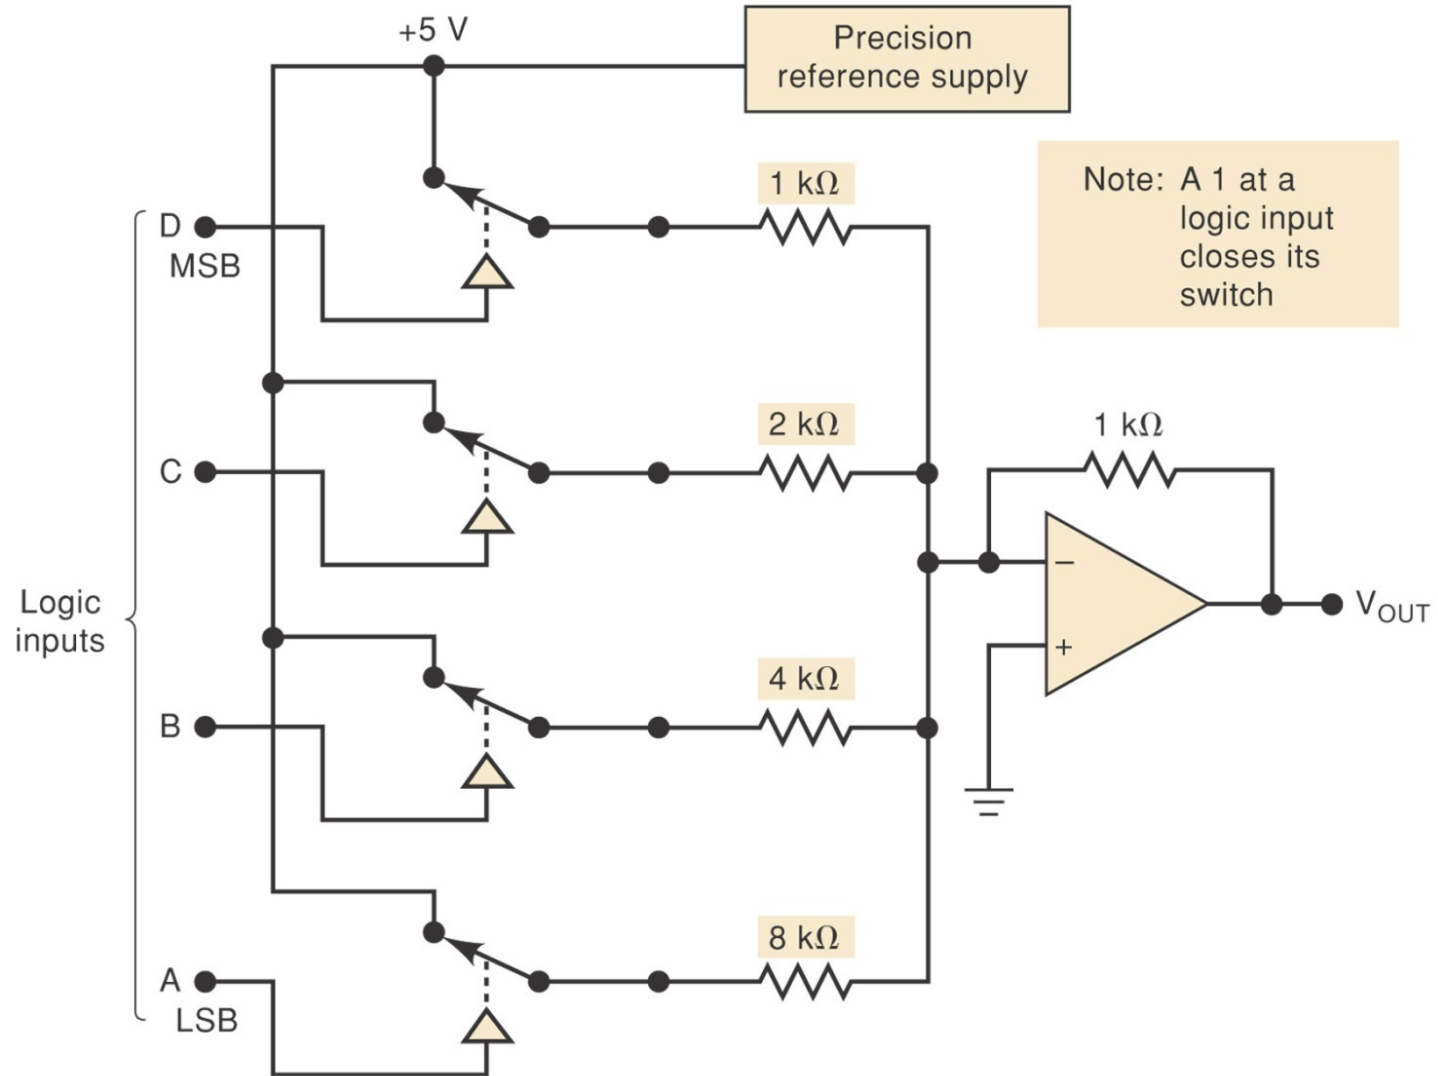 +5 V
Precision
reference supply
1 kΩ
Note: A 1 at a
logic input
closes its
switch
D
MSB
2 kΩ
1 kΩ
C
−
Logic
inputs
VOUT
+
4 kΩ
B
8 kΩ
A
LSB